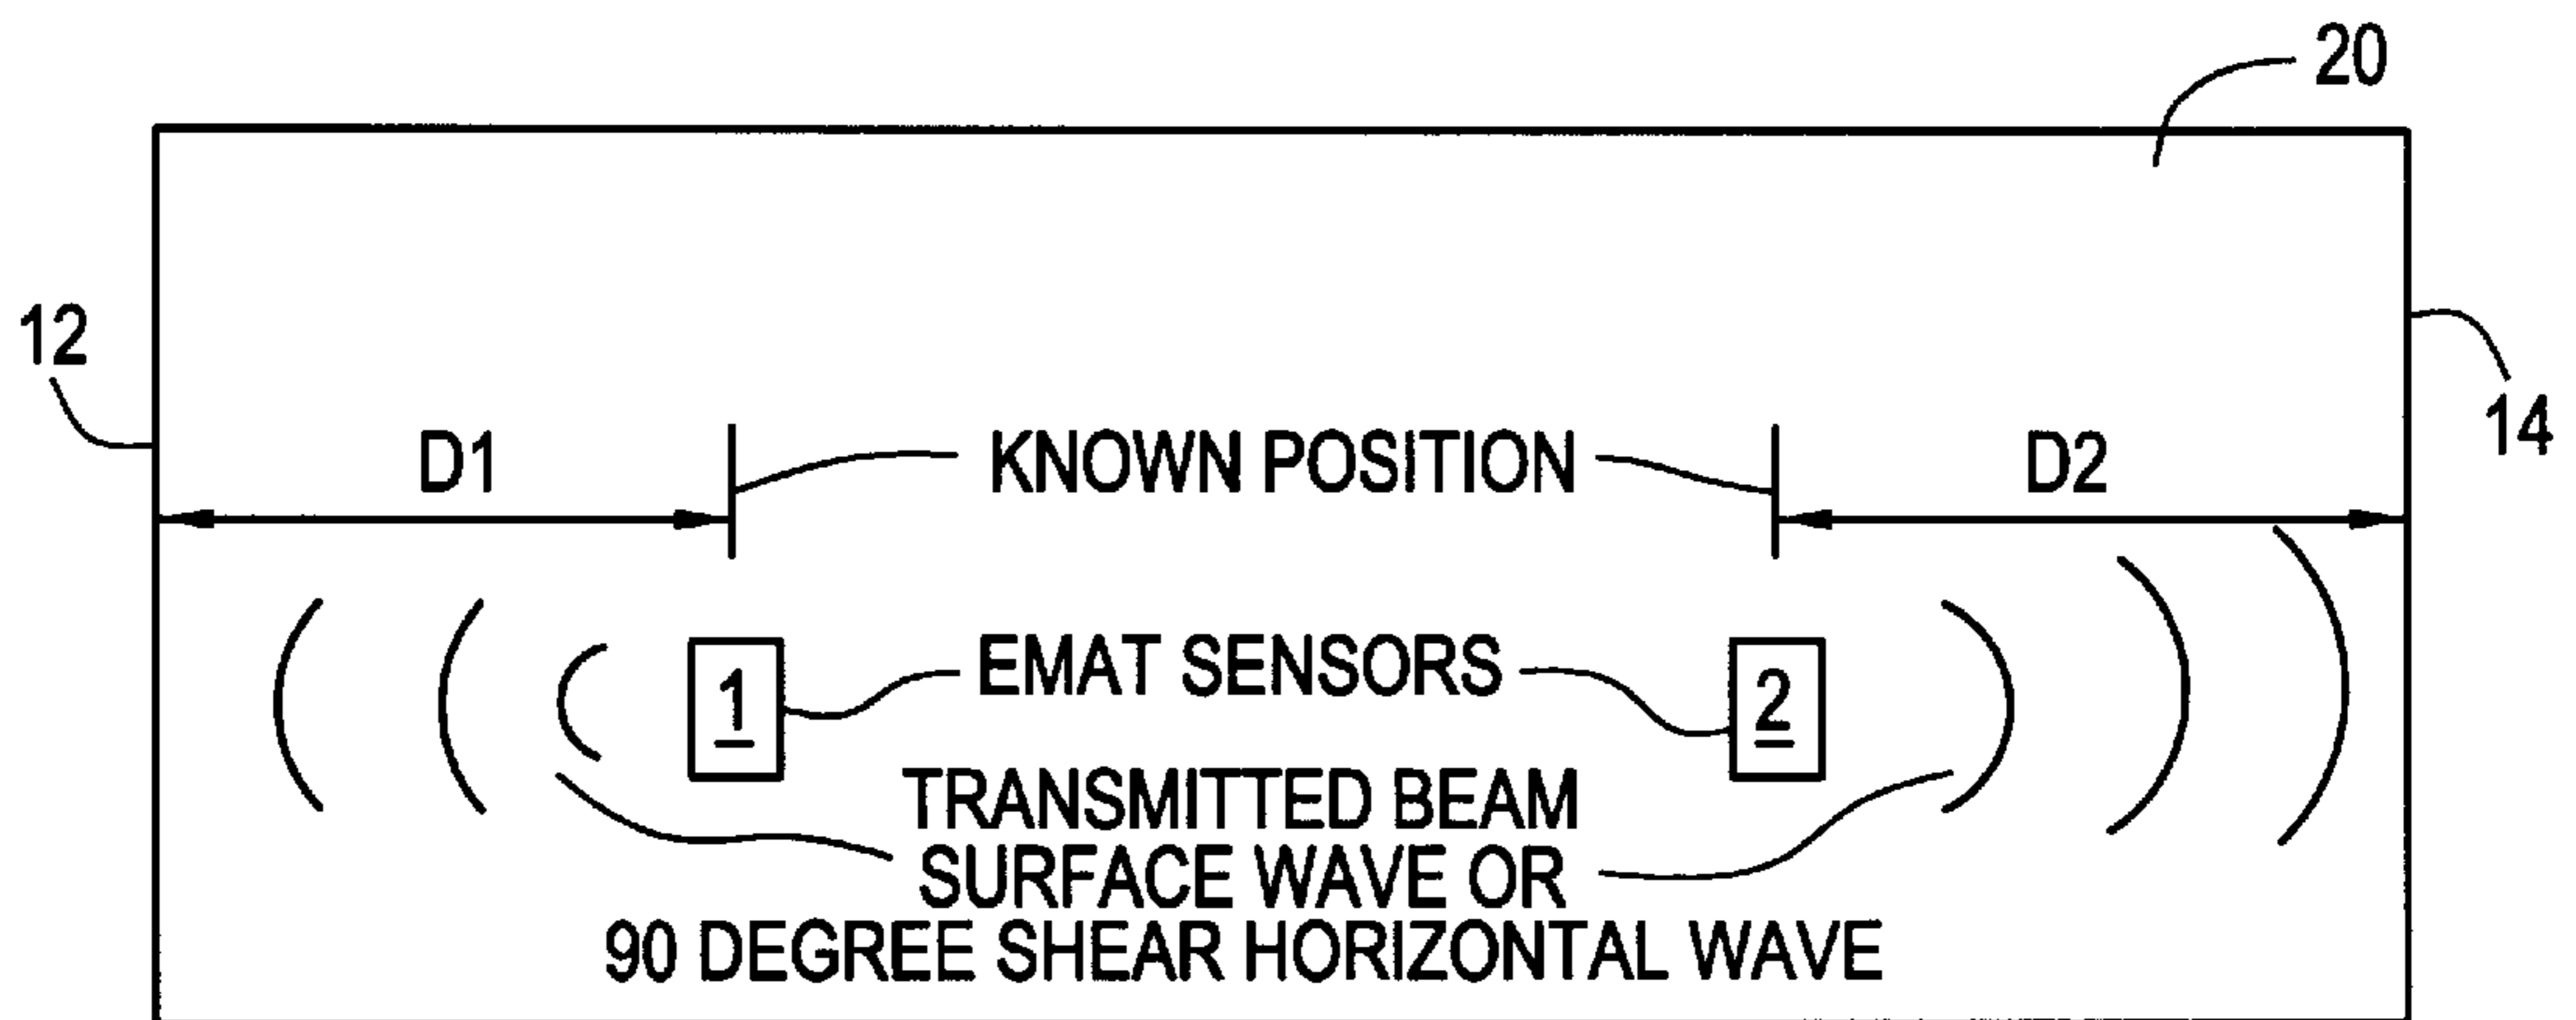 20
12
14
D1
KNOWN POSITION
D2
1
EMAT SENSORS
2
TRANSMITTED BEAM
SURFACE WAVE OR
90 DEGREE SHEAR HORIZONTAL WAVE